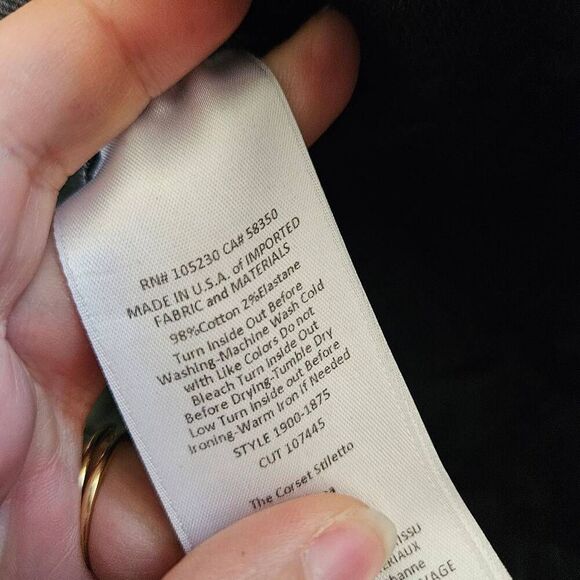 RN# 105230 CA# 58350
MADE IN U.S.A. of IMPORTED
FABRIC and MATERIALS
98%Cotton 2%Elastane
Turn Inside Out Before
Washing-Machine Wash Cold
with Like Colors Do not
Bleach Turn Inside Out
Before Drying-Tumble Dry
Low Turn Inside out Before
Ironing-Warm Iron If Needed
STYLE 1900-1875
CUT 107445
The Corset Stiletto